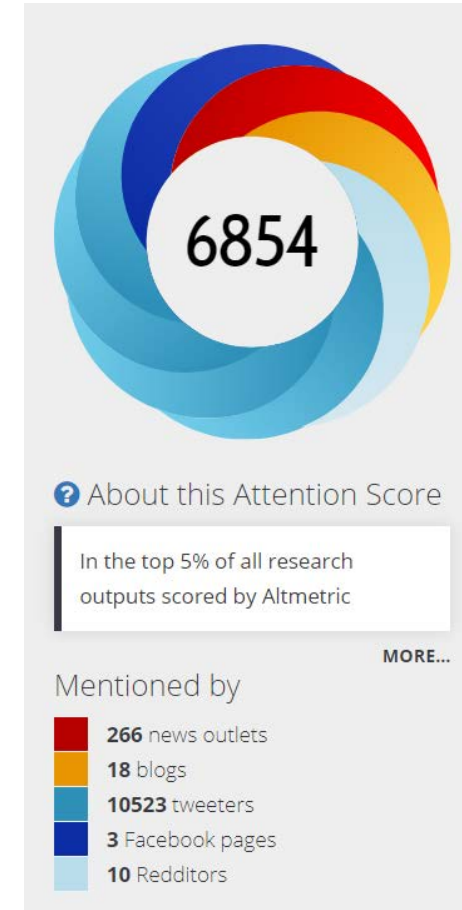 6854
? About this Attention Score
In the top 5% of all research
outputs scored by Altmetric
MORE...
Mentioned by
266 news outlets
18 blogs
10523 tweeters
3 Facebook pages
10 Redditors